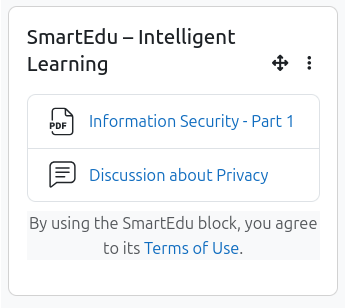 SmartEdu – Intelligent
Learning
PDF
Information Security - Part 1
Discussion about Privacy
By using the SmartEdu block, you agree
to its Terms of Use.